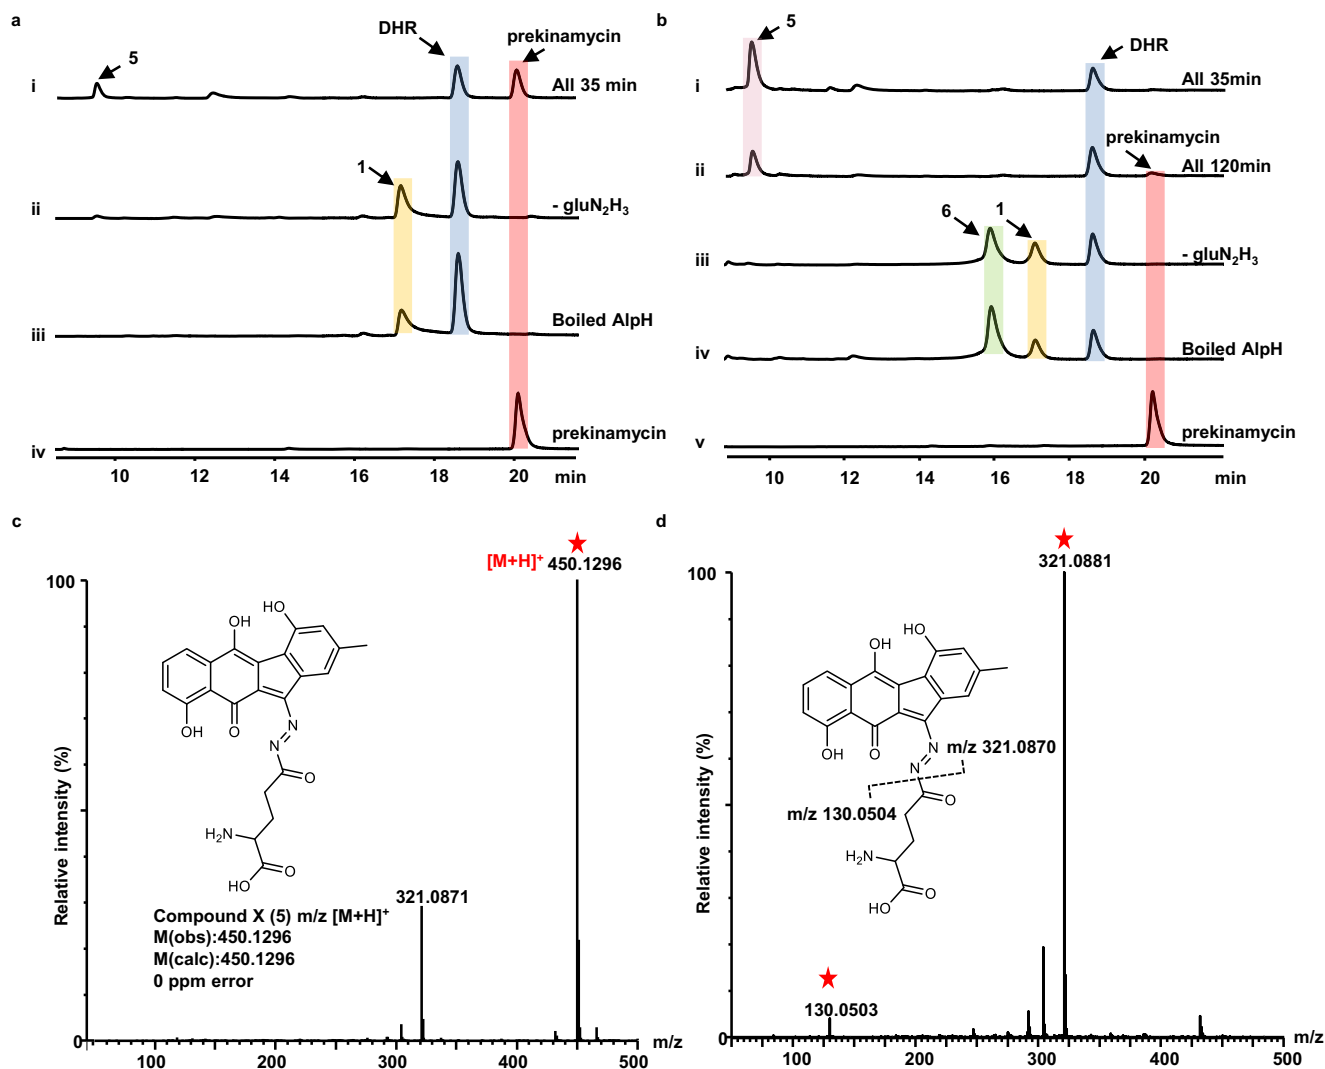 a
DHR
prekinamycin
5
i
All 35 min
1
ii
- gluN₂H₃
iii
Boiled AlpH
iv
prekinamycin
10 12 14 16 18 20 min
b
5
DHR
i
All 35min
prekinamycin
ii
All 120min
6 1
iii
- gluN₂H₃
iv
Boiled AlpH
v
prekinamycin
10 12 14 16 18 20 min
c
[M+H]⁺ 450.1296
100
HO
OH
OH O
N
N
O
H₂N
O
HO
321.0871
Compound X (5) m/z [M+H]⁺
M(obs):450.1296
M(calc):450.1296
0 ppm error
Relative intensity (%)
0
100 200 300 400 500
m/z
d
321.0881
100
HO
OH
OH O
N
m/z 321.0870
N
O
m/z 130.0504
H₂N
O
HO
130.0503
Relative intensity (%)
0
100 200 300 400 500
m/z